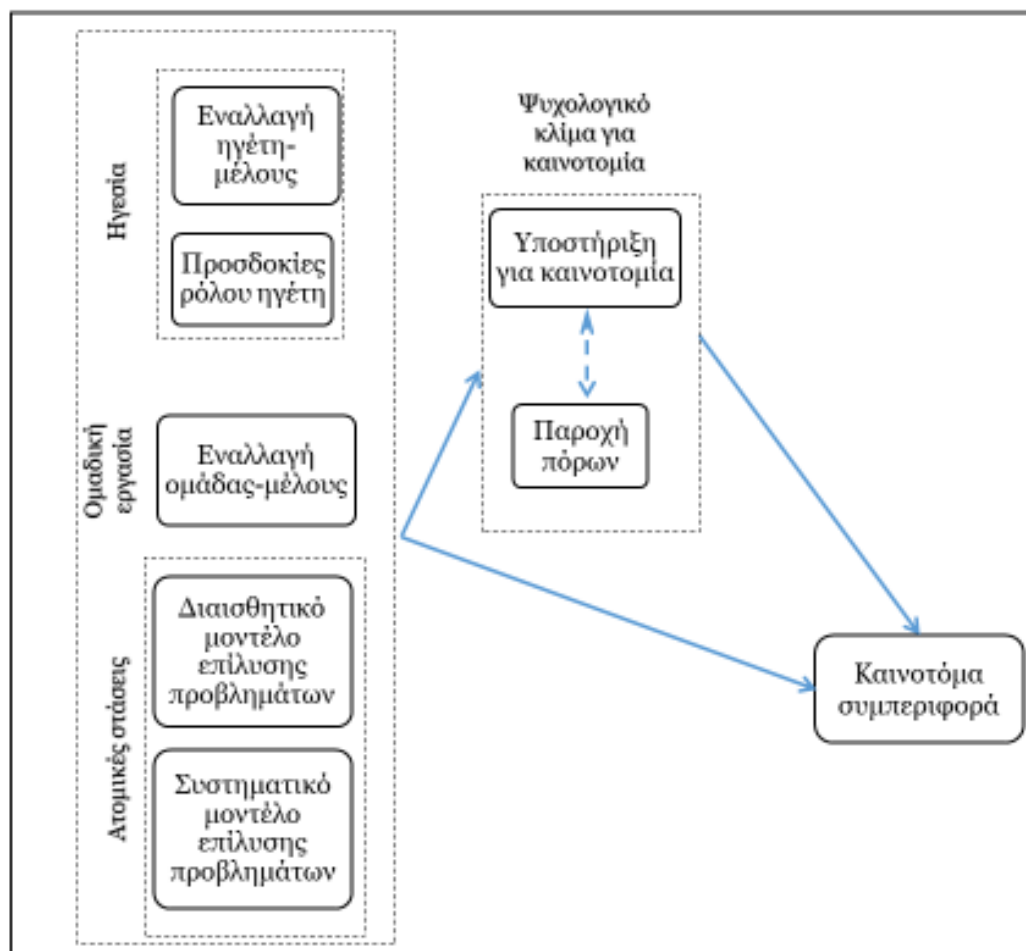 Ηγεσία
Εναλλαγή
ηγέτη-
μέλους
Προσδοκίες
ρόλου ηγέτη
Ομαδική
εργασία
Εναλλαγή
ομάδας-μέλους
Ατομικές στάσεις
Διαισθητικό
μοντέλο
επίλυσης
προβλημάτων
Συστηματικό
μοντέλο
επίλυσης
προβλημάτων
Ψυχολογικό
κλίμα για
καινοτομία
Υποστήριξη
για καινοτομία
Παροχή
πόρων
Καινοτόμα
συμπεριφορά